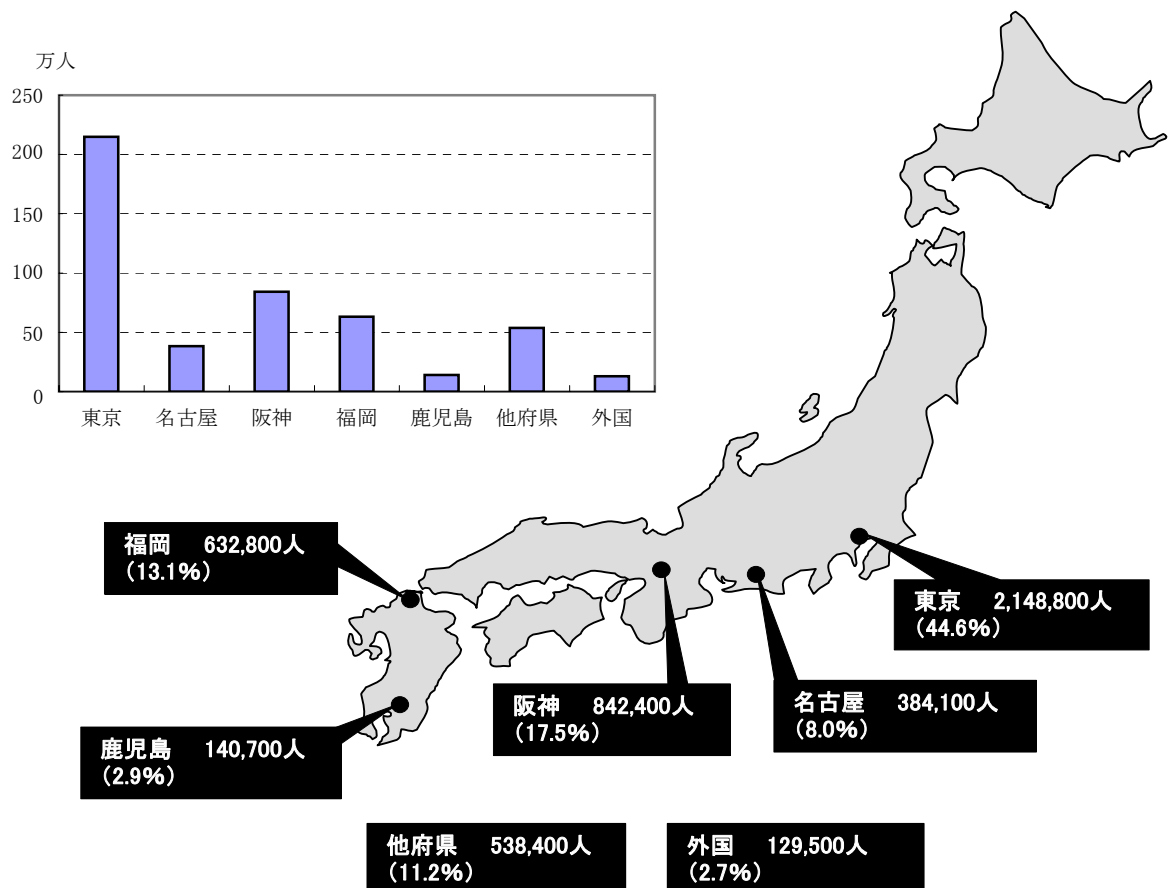 万人
250
200
150
100
50
0
東京 名古屋 阪神 福岡 鹿児島 他府県 外国
福岡 632,800人
(13.1%)
東京 2,148,800人
(44.6%)
阪神 842,400人
(17.5%)
名古屋 384,100人
(8.0%)
鹿児島 140,700人
(2.9%)
他府県 538,400人
(11.2%)
外国 129,500人
(2.7%)